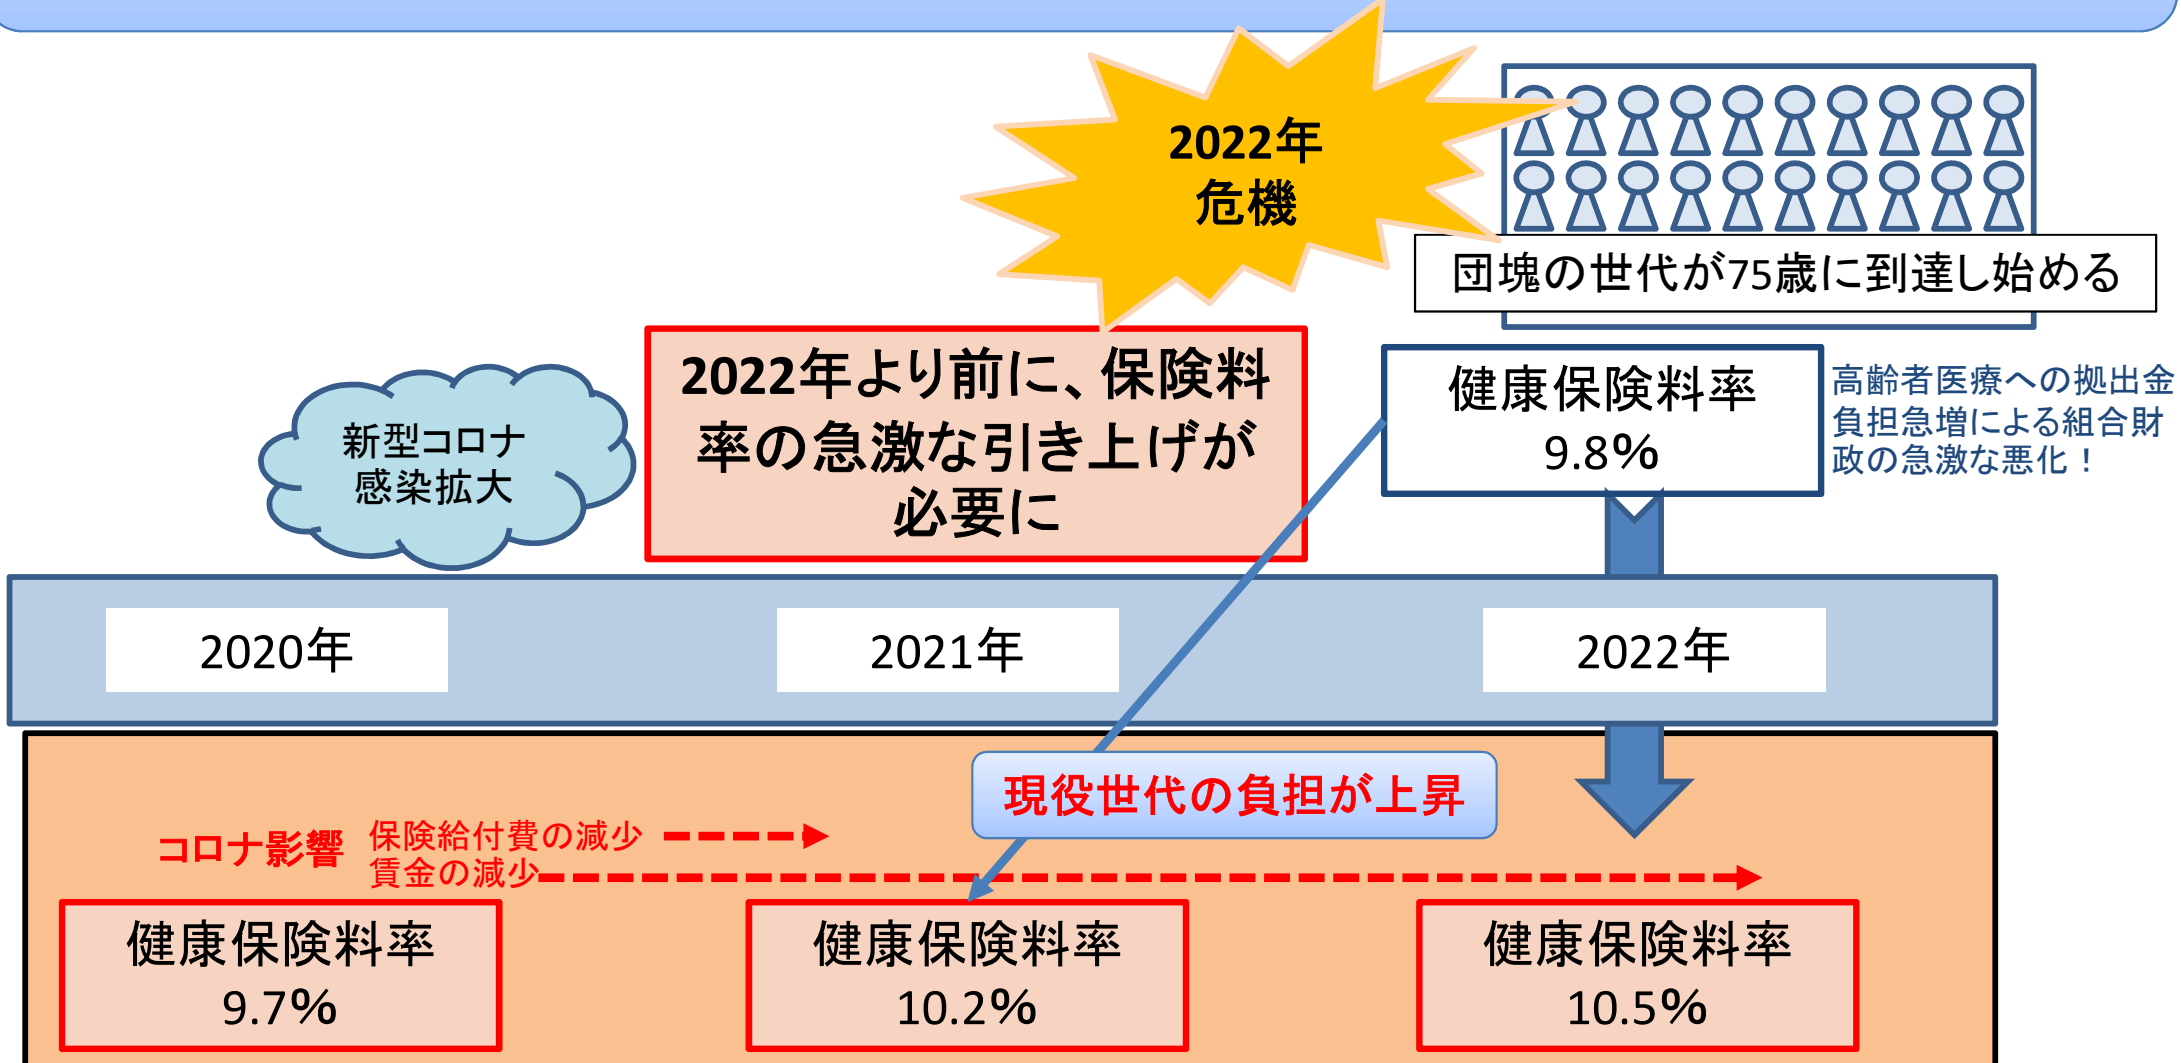 2022年
危機
団塊の世代が75歳に到達し始める
新型コロナ
感染拡大
2022年より前に、保険料
率の急激な引き上げが
必要に
健康保険料率
9.8%
高齢者医療への拠出金
負担急増による組合財
政の急激な悪化！
2020年
2021年
2022年
現役世代の負担が上昇
コロナ影響
保険給付費の減少
賃金の減少
健康保険料率
9.7%
健康保険料率
10.2%
健康保険料率
10.5%